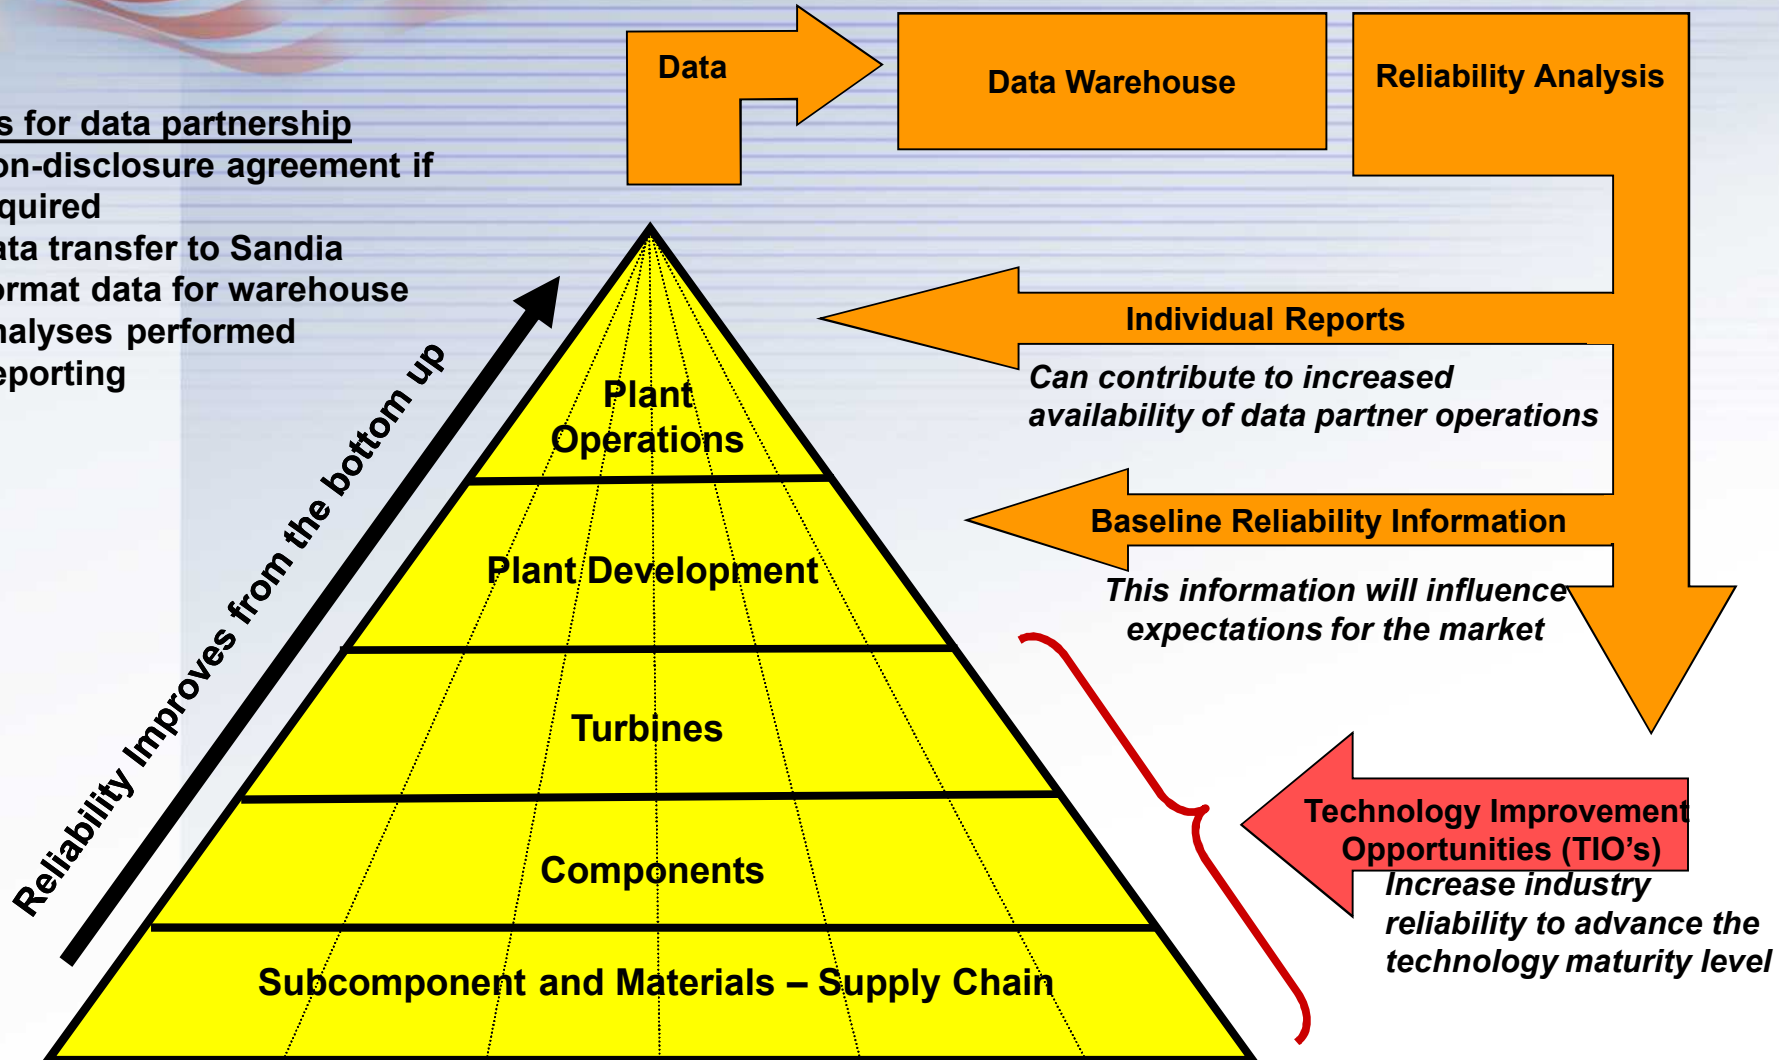 Data
Data Warehouse
Reliability Analysis
s for data partnership
on-disclosure agreement if
quired
ata transfer to Sandia
ormat data for warehouse
nalyses performed
eporting
Reliability Improves from the bottom up
Plant
Operations
Plant Development
Turbines
Components
Subcomponent and Materials – Supply Chain
Individual Reports
Can contribute to increased
availability of data partner operations
Baseline Reliability Information
This information will influence
expectations for the market
Technology Improvement
Opportunities (TIO’s)
Increase industry
reliability to advance the
technology maturity level